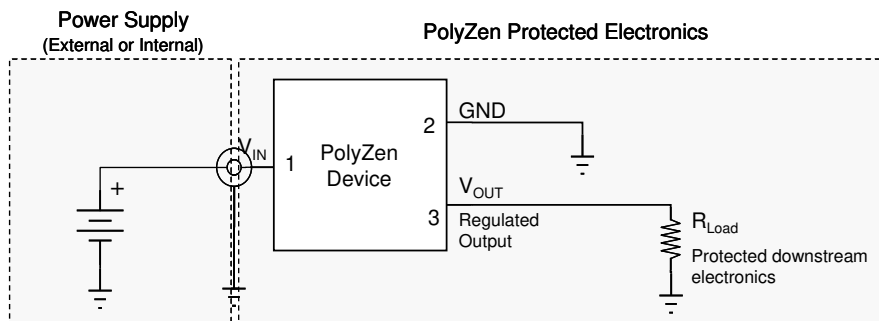 Power Supply
(External or Internal)
PolyZen Protected Electronics
VIN
1
PolyZen
Device
2
GND
VOUT
3
Regulated
Output
+
RLoad
Protected downstream
electronics